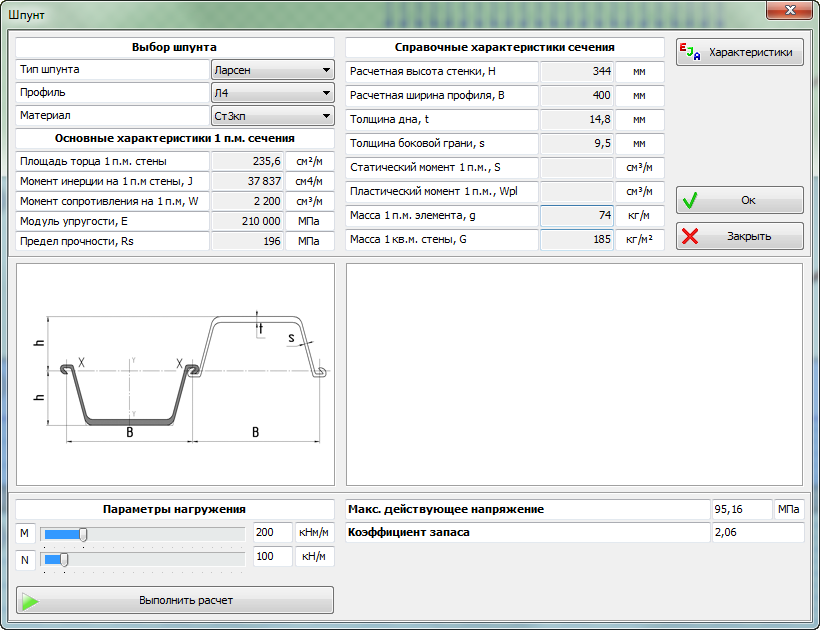 Шпунт
Выбор шпунта
Тип шпунта Ларсен
Профиль Л4
Материал Ст3кп
Основные характеристики 1 п.м. сечения
Площадь торца 1 п.м. стены 235,6 см²/м
Момент инерции на 1 п.м стены, J 37 837 см4/м
Момент сопротивления на 1 п.м, W 2 200 см³/м
Модуль упругости, E 210 000 МПа
Предел прочности, Rs 196 МПа
Справочные характеристики сечения
Расчетная высота стенки, H 344 мм
Расчетная ширина профиля, B 400 мм
Толщина дна, t 14,8 мм
Толщина боковой грани, s 9,5 мм
Статический момент 1 п.м., S см³/м
Пластический момент 1 п.м., Wpl см³/м
Масса 1 п.м. элемента, g 74 кг/м
Масса 1 кв.м. стены, G 185 кг/м²
EJA Характеристики
Ок
Закрыть
t
s
h
X Y X
h
Y
B B
Параметры нагружения
M 200 кНм/м
N 100 кН/м
Выполнить расчет
Макс. действующее напряжение 95,16 МПа
Коэффициент запаса 2,06